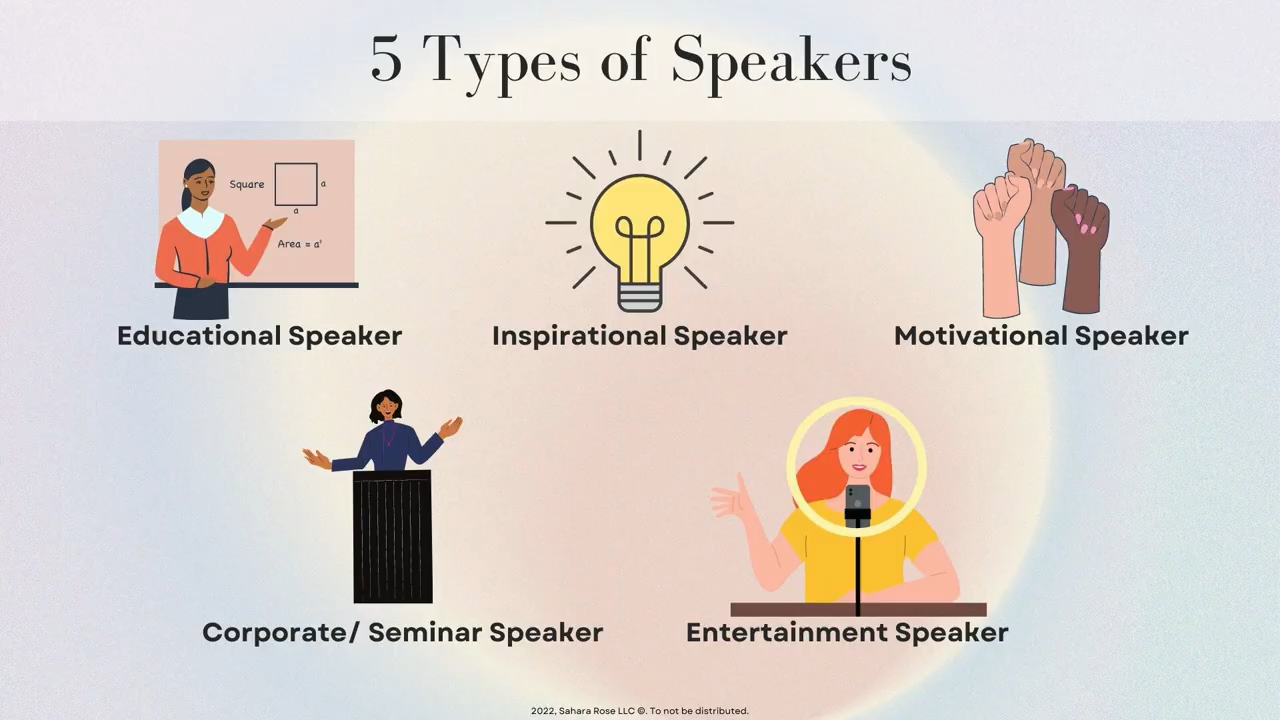 5 Types of Speakers
Square
a
a
Area = a'
Educational Speaker
Inspirational Speaker
Motivational Speaker
Corporate/ Seminar Speaker
Entertainment Speaker
2022, Sahara Rose LLC ©. To not be distributed.